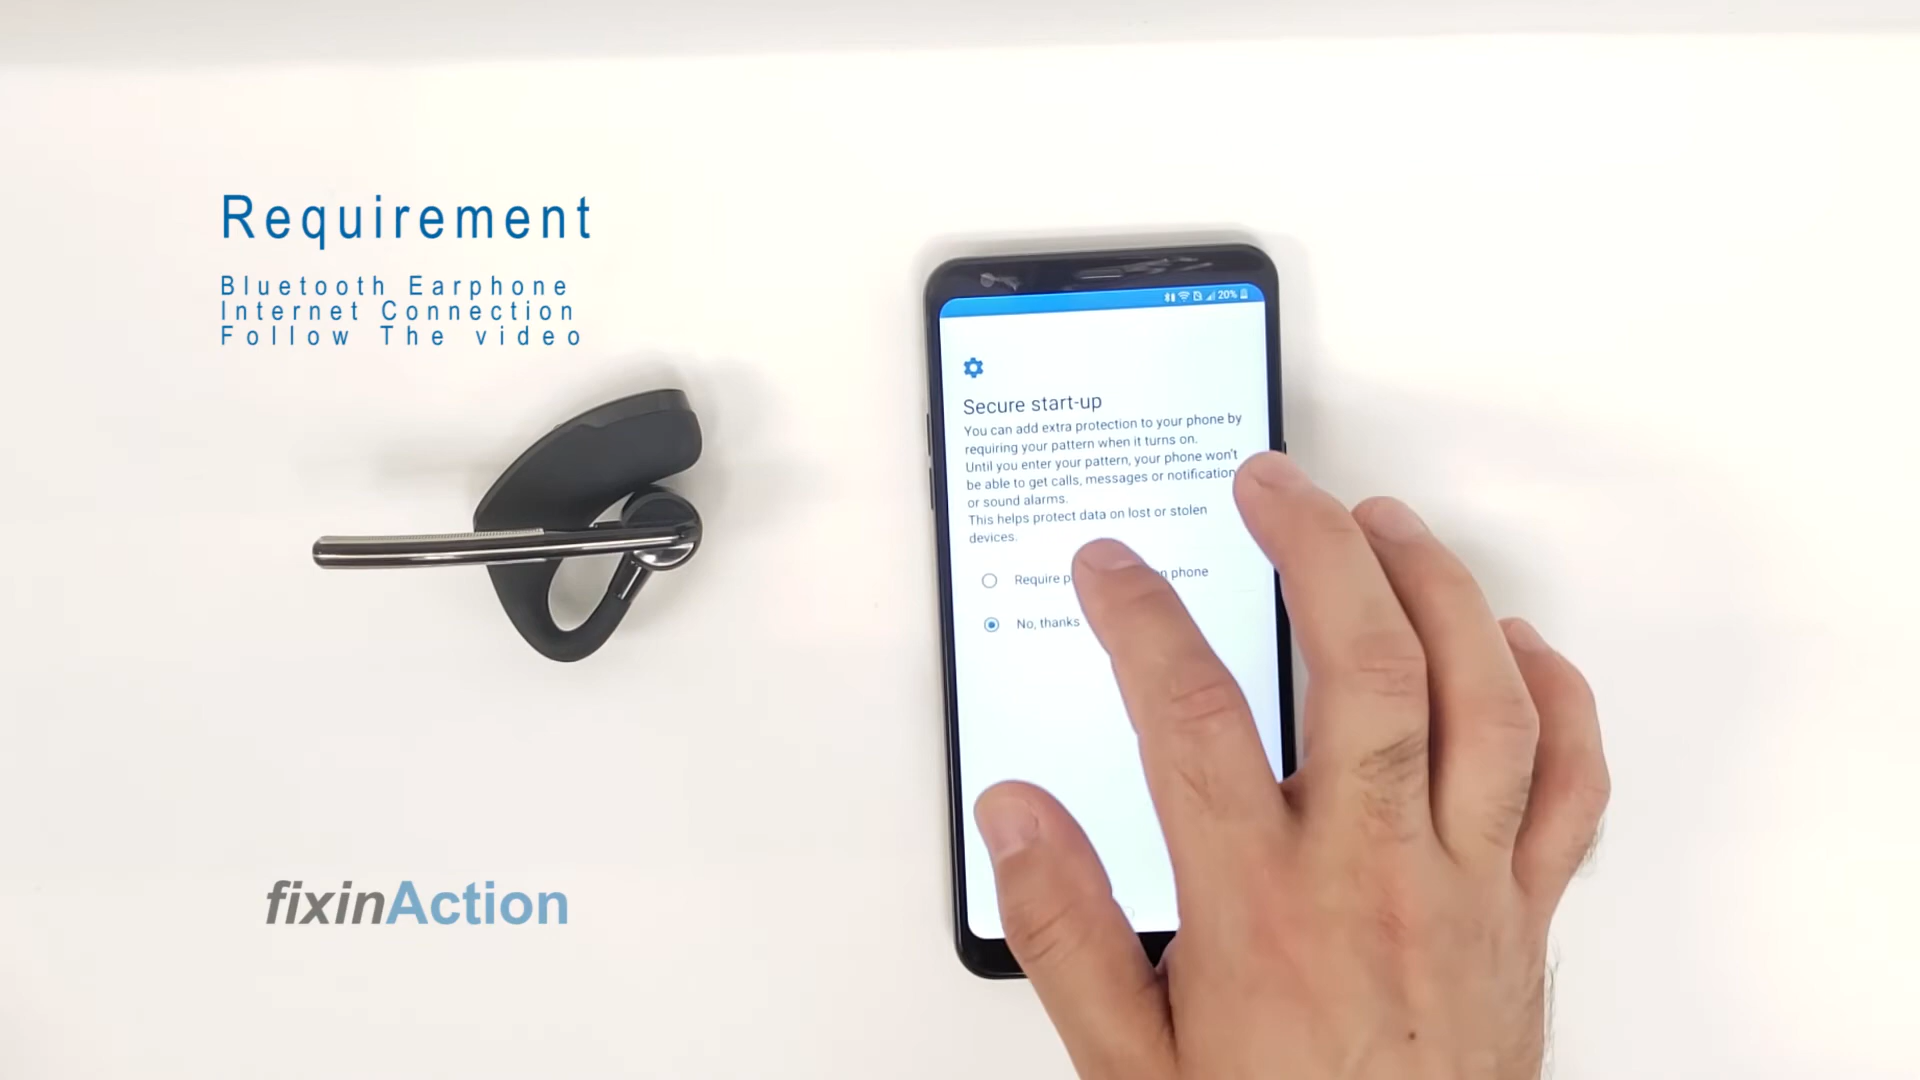 Requirement
Bluetooth Earphone
Internet Connection
Follow The video
20%
Secure start-up
You can add extra protection to your phone by
requiring your pattern when it turns on.
Until you enter your pattern, your phone won't
be able to get calls, messages or notification
or sound alarms.
This helps protect data on lost or stolen
devices.
Require p n phone
No, thanks
fixinAction